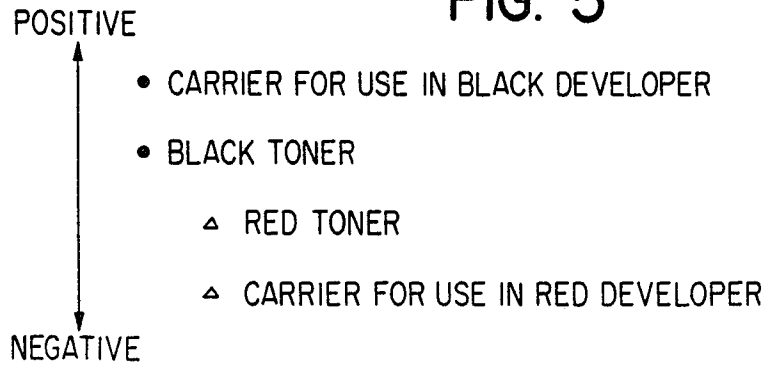 FIG. 5
POSITIVE
CARRIER FOR USE IN BLACK DEVELOPER
BLACK TONER
RED TONER
CARRIER FOR USE IN RED DEVELOPER
NEGATIVE